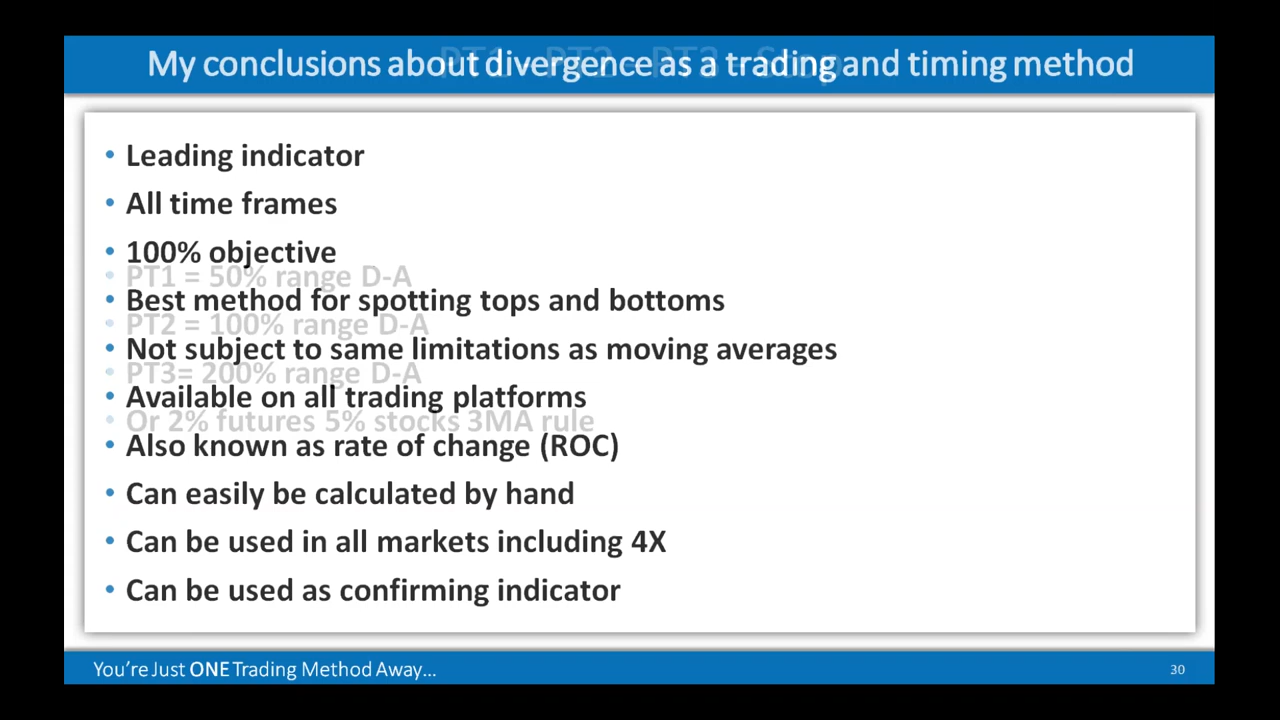 My conclusions about divergence as a trading and timing method
PT1 – PT2 – PT3 – Stop
• Leading indicator
• All time frames
• 100% objective
• PT1 = 50% range D-A
• Best method for spotting tops and bottoms
• PT2 = 100% range D-A
• Not subject to same limitations as moving averages
• PT3= 200% range D-A
• Available on all trading platforms
• Or 2% futures 5% stocks 3MA rule
• Also known as rate of change (ROC)
• Can easily be calculated by hand
• Can be used in all markets including 4X
• Can be used as confirming indicator
You're Just ONE Trading Method Away...
30